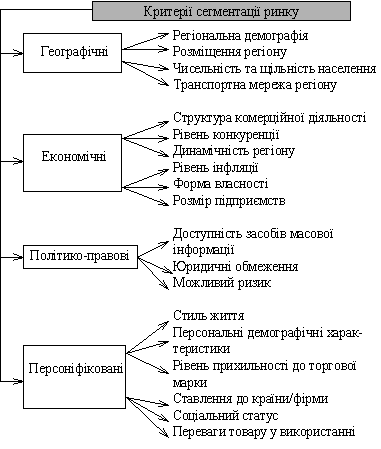 Критерії сегментації ринку
Географічні
Регіональна демографія
Розміщення регіону
Чисельність та щільність населення
Транспортна мережа регіону
Економічні
Структура комерційної діяльності
Рівень конкуренції
Динамічність регіону
Рівень інфляції
Форма власності
Розмір підприємств
Політико-правові
Доступність засобів масової
інформації
Юридичні обмеження
Можливий ризик
Персоніфіковані
Стиль життя
Персональні демографічні харак-
теристики
Рівень прихильності до торгової
марки
Ставлення до країни/фірми
Соціальний статус
Переваги товару у використанні